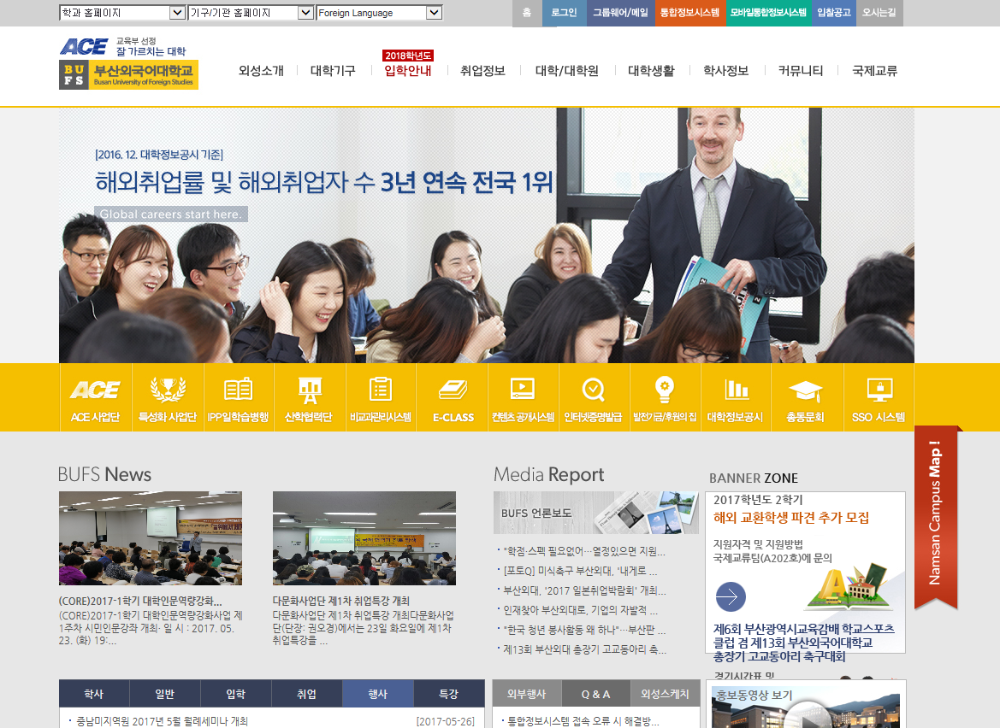 학과 홈페이지
기구/기관 홈페이지
Foreign Language
홈
로그인
그룹웨어/메일
통합정보시스템
모바일통합정보시스템
입찰공고
오시는길
ACE 교육부 선정
잘 가르치는 대학
BU
FS
부산외국어대학교
Busan University of Foreign Studies
2018학년도
외성소개
대학기구
입학안내
취업정보
대학/대학원
대학생활
학사정보
커뮤니티
국제교류
[2016. 12. 대학정보공시 기준]
해외취업률 및 해외취업자 수 3년 연속 전국 1위
Global careers start here.
ACE
ACE 사업단
특성화 사업단
IPP일학습병행
산학협력단
비교과관리시스템
E-CLASS
컨텐츠 공개시스템
인터넷증명발급
발전기금/후원의 집
대학정보공시
총동문회
SSO 시스템
Namsan Campus Map !
BUFS News
(CORE)2017-1학기 대학인문역량강화...
(CORE)2017-1학기 대학인문역량강화사업 제
1주차 시민인문강좌 개최· 일 시 : 2017. 05.
23. (화) 19:...
다문화사업단 제1차 취업특강 개최
다문화사업단 제1차 취업특강 개최다문화사업
단(단장: 권오경)에서는 23일 화요일에 제1차
취업특강을 ...
Media Report
BUFS 언론보도
"학점·스펙 필요없어…열정있으면 지원...
[포토Q] 미식축구 부산외대, '내게로 ...
부산외대, '2017 일본취업박람회' 개최...
인재찾아 부산외대로, 기업의 자발적 ...
"한국 청년 봉사활동 왜 하나"…부산판 ...
제13회 부산외대 총장기 고교동아리 축...
BANNER ZONE
2017학년도 2학기
해외 교환학생 파견 추가 모집
지원자격 및 지원방법
국제교류팀(A202호)에 문의
제6회 부산광역시교육감배 학교스포츠
클럽 겸 제13회 부산외국어대학교
총장기 고교동아리 축구대회
경기시간표 및
홍보동영상 보기
학사
일반
입학
취업
행사
특강
중남미지역원 2017년 5월 월례세미나 개최
[2017-05-26]
외부행사
Q & A
외성스케치
통합정보시스템 접속 오류 시 해결방...